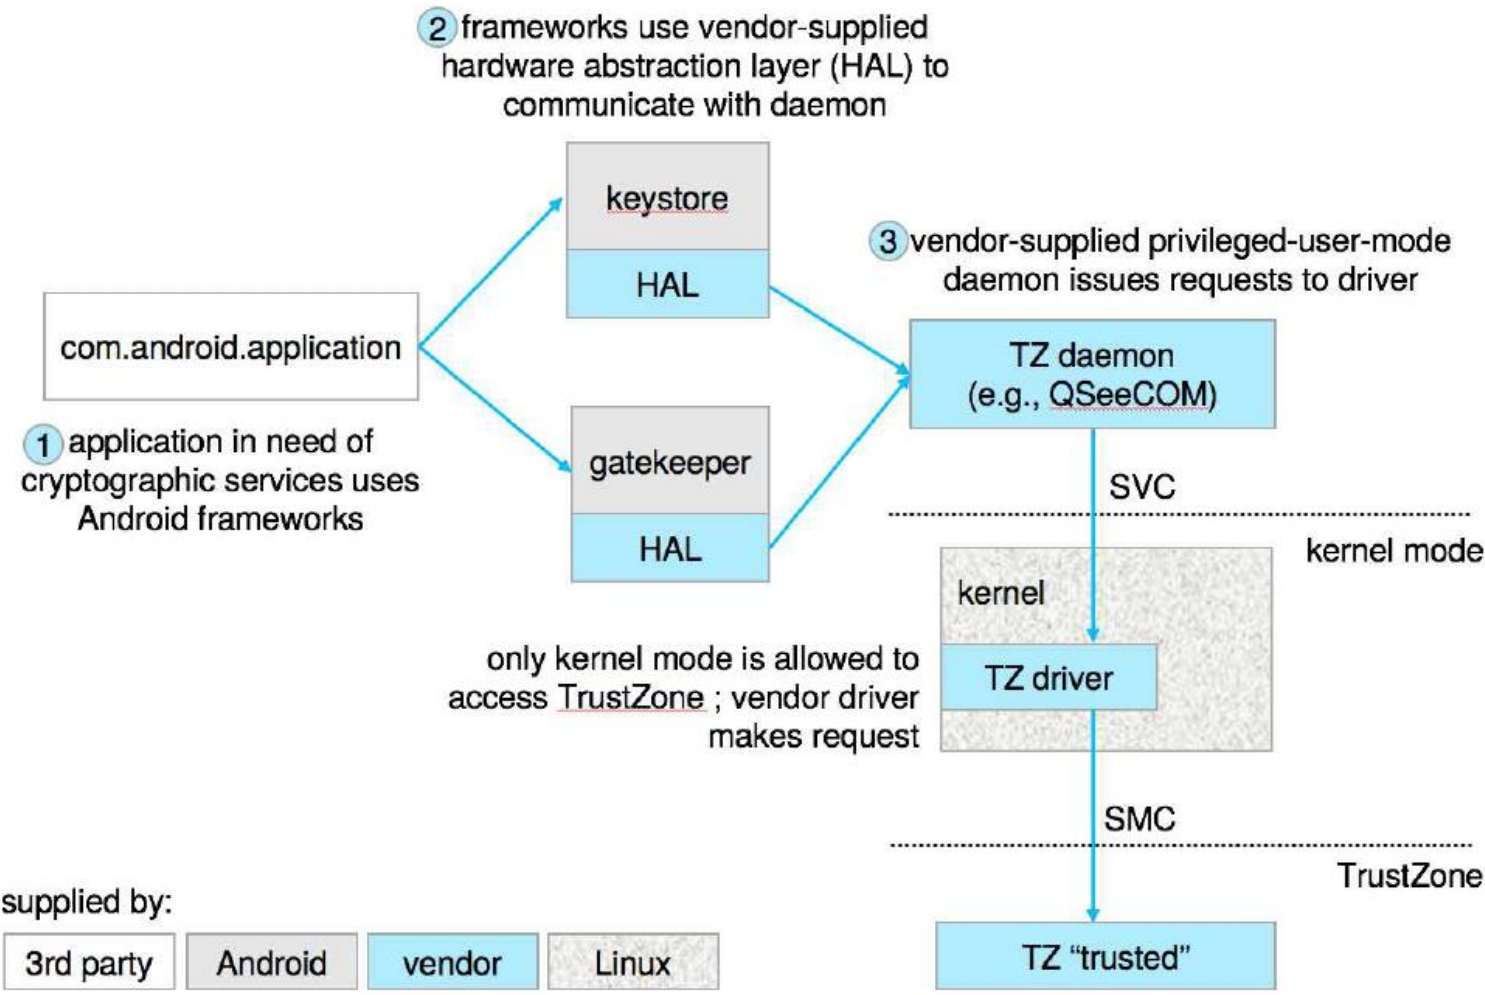 2 frameworks use vendor-supplied
hardware abstraction layer (HAL) to
communicate with daemon
keystore
HAL
3 vendor-supplied privileged-user-mode
daemon issues requests to driver
com.android.application
TZ daemon
(e.g., QSeeCOM)
1 application in need of
cryptographic services uses
Android frameworks
gatekeeper
HAL
SVC
kernel mode
kernel
only kernel mode is allowed to
access TrustZone ; vendor driver
makes request
TZ driver
SMC
TrustZone
supplied by:
3rd party
Android
vendor
Linux
TZ “trusted”